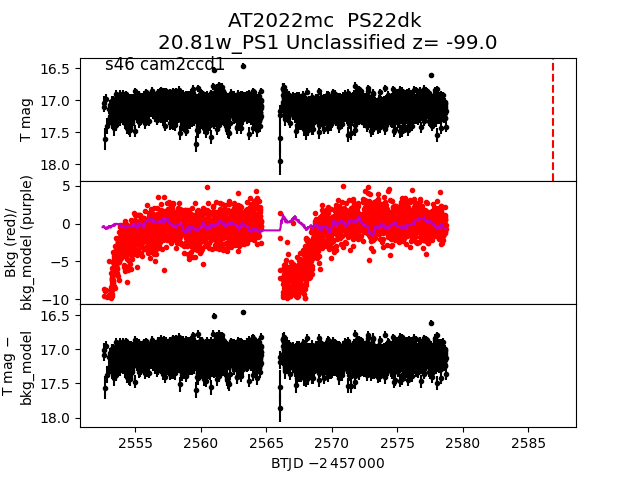 AT2022mc  PS22dk
20.81w_PS1 Unclassified z= -99.0
s46 cam2ccd1
16.5
17.0
17.5
18.0
T mag
5
0
−5
−10
Bkg (red)/
bkg_model (purple)
16.5
17.0
17.5
18.0
T mag −
bkg_model
2555 2560 2565 2570 2575 2580 2585
BTJD −2 457 000